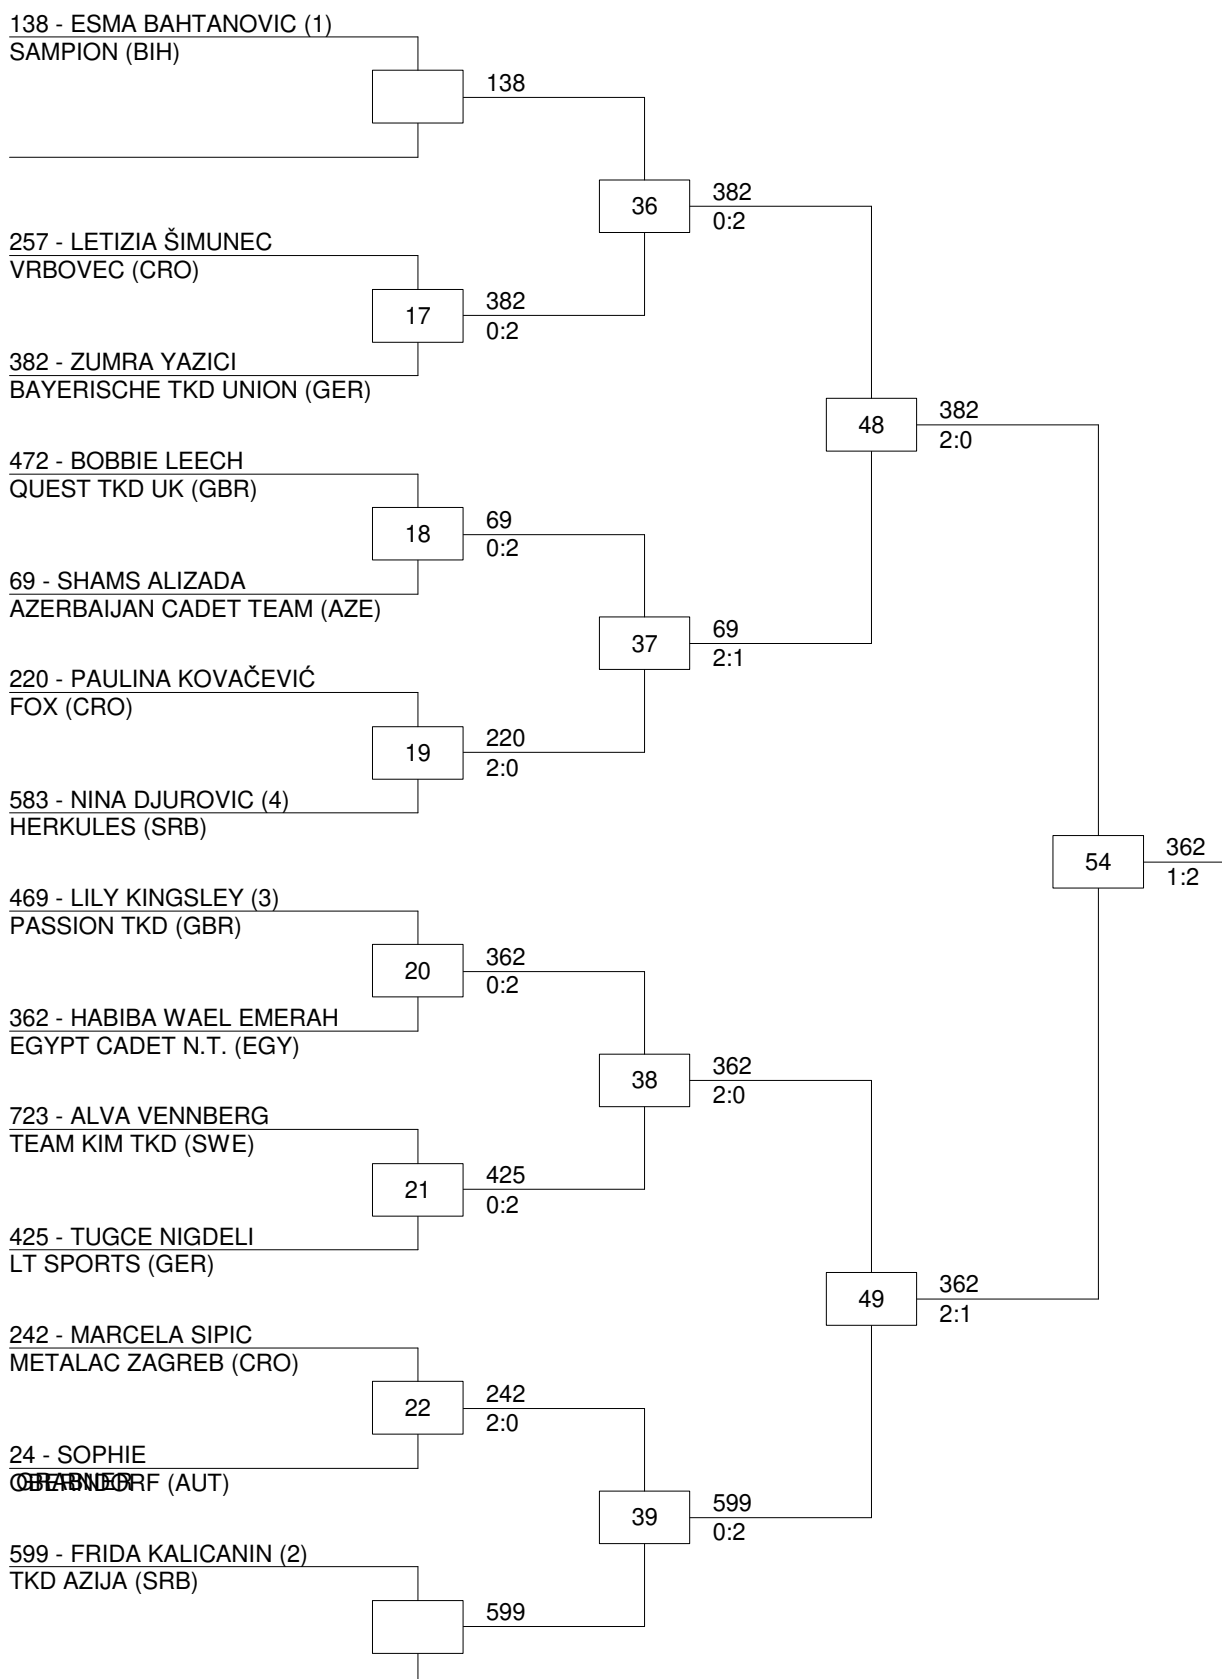 138 - ESMA BAHTANOVIC (1)
SAMPION (BIH)
138
36
382
0:2
257 - LETIZIA ŠIMUNEC
VRBOVEC (CRO)
17
382
0:2
382 - ZUMRA YAZICI
BAYERISCHE TKD UNION (GER)
48
382
2:0
472 - BOBBIE LEECH
QUEST TKD UK (GBR)
18
69
0:2
69 - SHAMS ALIZADA
AZERBAIJAN CADET TEAM (AZE)
37
69
2:1
220 - PAULINA KOVAČEVIĆ
FOX (CRO)
19
220
2:0
583 - NINA DJUROVIC (4)
HERKULES (SRB)
54
362
1:2
469 - LILY KINGSLEY (3)
PASSION TKD (GBR)
20
362
0:2
362 - HABIBA WAEL EMERAH
EGYPT CADET N.T. (EGY)
38
362
2:0
723 - ALVA VENNBERG
TEAM KIM TKD (SWE)
21
425
0:2
425 - TUGCE NIGDELI
LT SPORTS (GER)
49
362
2:1
242 - MARCELA SIPIC
METALAC ZAGREB (CRO)
22
242
2:0
24 - SOPHIE
GRABNER
OBERNDORF (AUT)
39
599
0:2
599 - FRIDA KALICANIN (2)
TKD AZIJA (SRB)
599